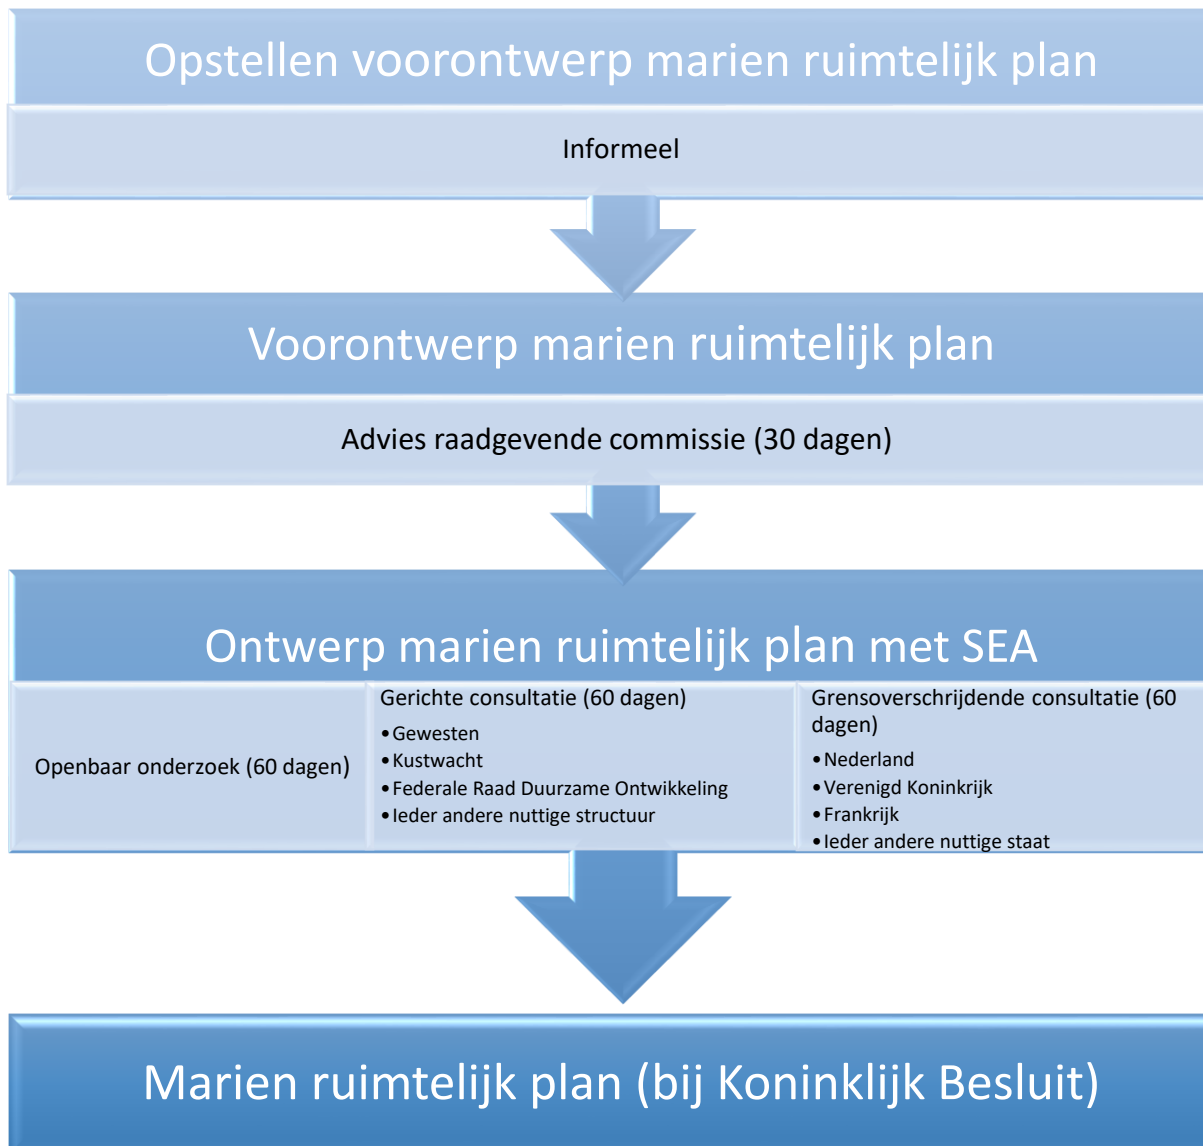 Opstellen voorontwerp marien ruimtelijk plan
Informeel
Voorontwerp marien ruimtelijk plan
Advies raadgevende commissie (30 dagen)
Ontwerp marien ruimtelijk plan met SEA
Openbaar onderzoek (60 dagen)
Gerichte consultatie (60 dagen)
•Gewesten
•Kustwacht
•Federale Raad Duurzame Ontwikkeling
•Ieder andere nuttige structuur
Grensoverschrijdende consultatie (60
dagen)
•Nederland
•Verenigd Koninkrijk
•Frankrijk
•Ieder andere nuttige staat
Marien ruimtelijk plan (bij Koninklijk Besluit)